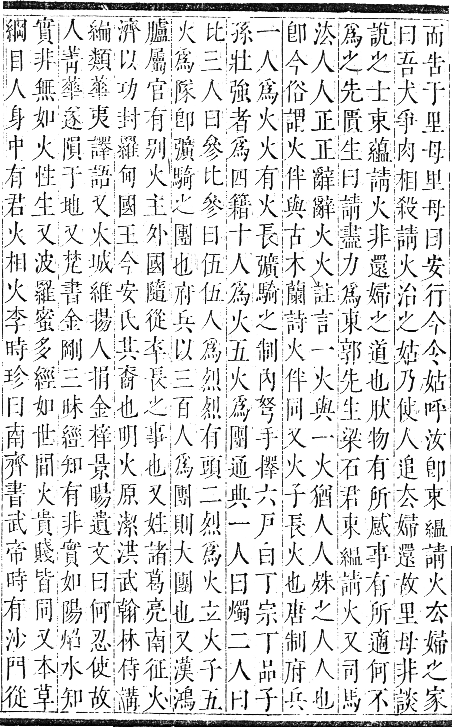 而告于里母里母曰安行今令姑呼汝即束縕請火去婦之家
曰吾犬爭肉相殺請火治之姑乃使人追去婦還故里母非談
說之士束蘊請火非還婦之道也狀物有所感事有所適何不
爲之先匱生曰請盡力爲東郭先生梁石君束縕請火又司馬
法人人正正辭辭火火註言一火與一火猶人人殊之人人也
即今俗謂火伴與古木蘭詩火伴同又火子長火也唐制府兵
一人爲火火有火長彍騎之制內弩手擇六戶白丁宗丁品子
孫壯強者爲四籍十人爲火五火爲團通典一人曰燭二人曰
比三人曰參比參曰伍伍人爲烈烈有頭二烈爲火立火子五
火爲隊即彍騎之團也府兵以三百人爲團則大團也又漢鴻
臚屬官有別火主外國隨從李長之事也又姓諸葛亮南征火
濟以功封羅甸國王今安氏其裔也明火原潔洪武翰林侍講
編類華夷譯語又火城維揚人捐金梓景暘遺文曰何忍使故
人菁華遂隕于地又梵書金剛三昧經知有非實如陽焰水知
實非無如火性生又波羅蜜多經如世間火貴賤皆同又本草
綱目人身中有君火相火李時珍曰南齊書武帝時有沙門從